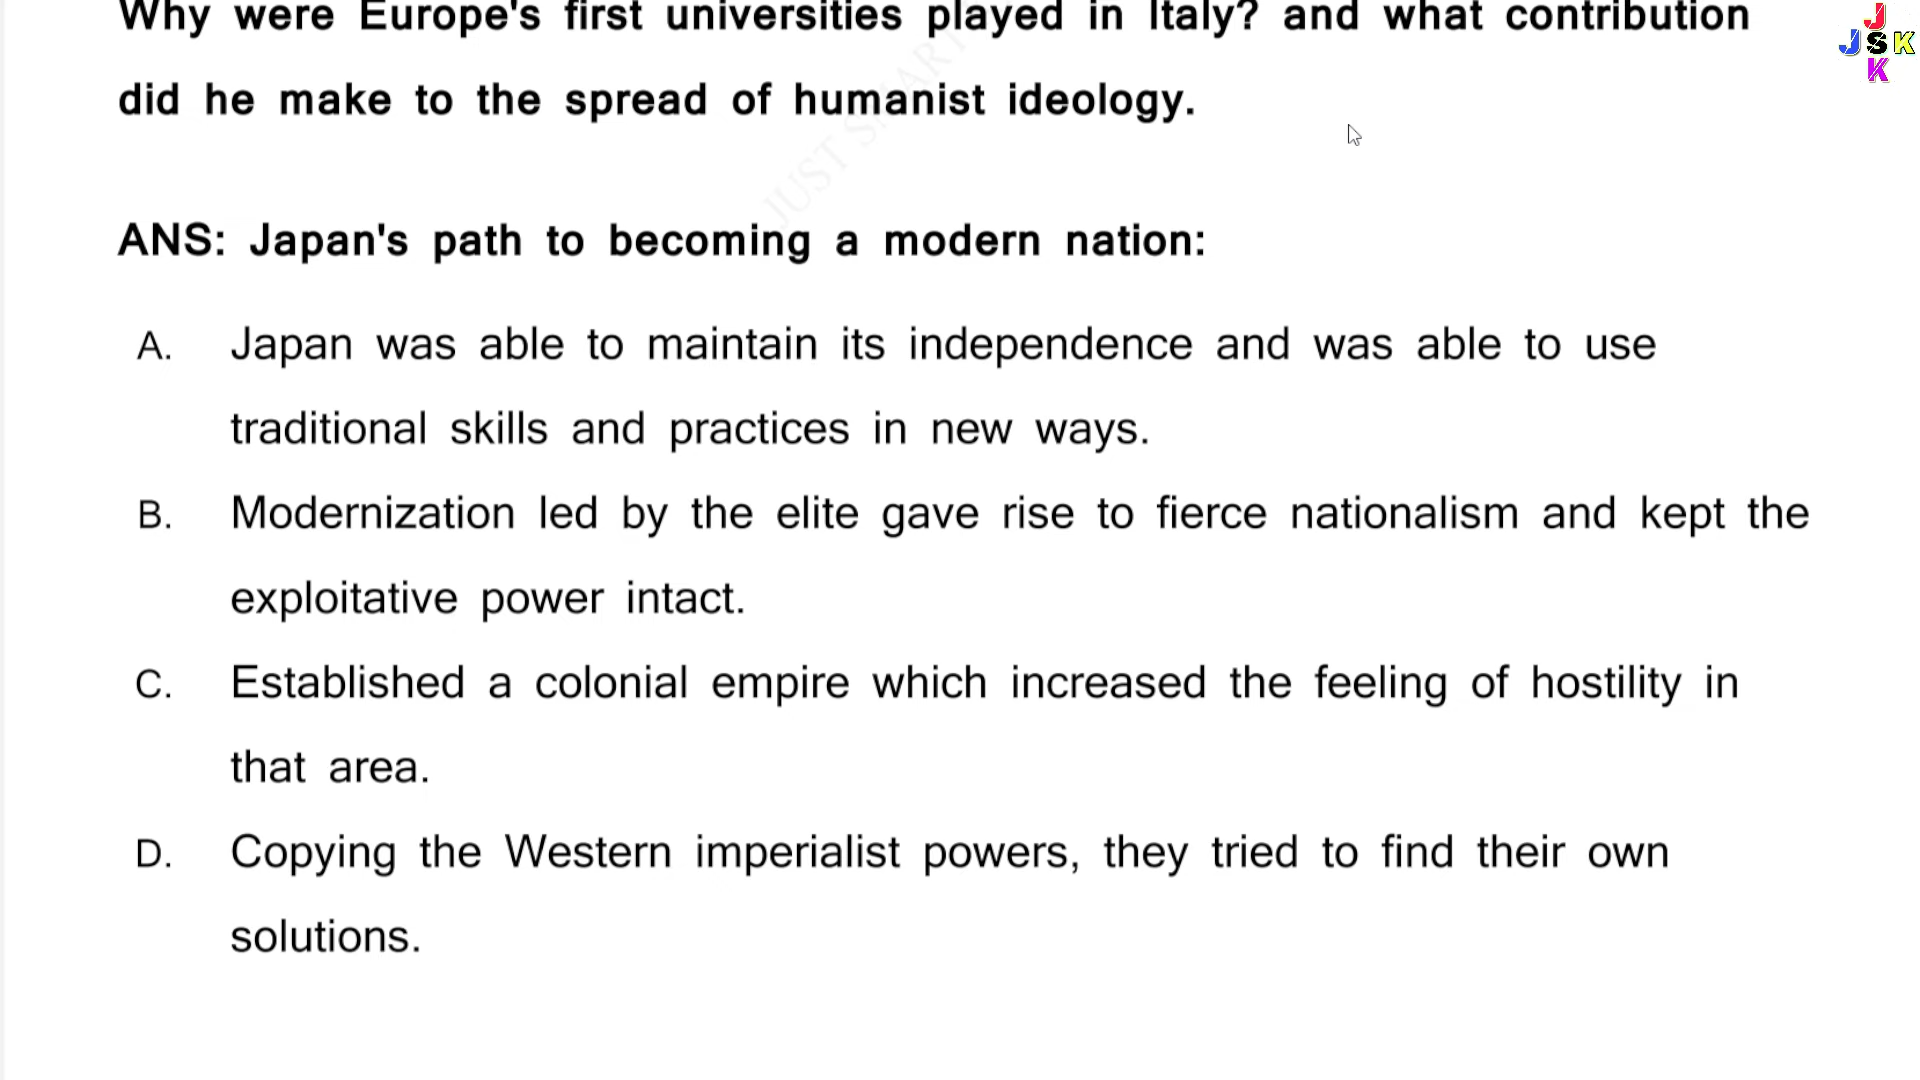 Why were Europe's first universities played in Italy? and what contribution
did he make to the spread of humanist ideology.
JUST SMART
ANS: Japan's path to becoming a modern nation:
A. Japan was able to maintain its independence and was able to use
traditional skills and practices in new ways.
B. Modernization led by the elite gave rise to fierce nationalism and kept the
exploitative power intact.
C. Established a colonial empire which increased the feeling of hostility in
that area.
D. Copying the Western imperialist powers, they tried to find their own
solutions.
J
J S K
K